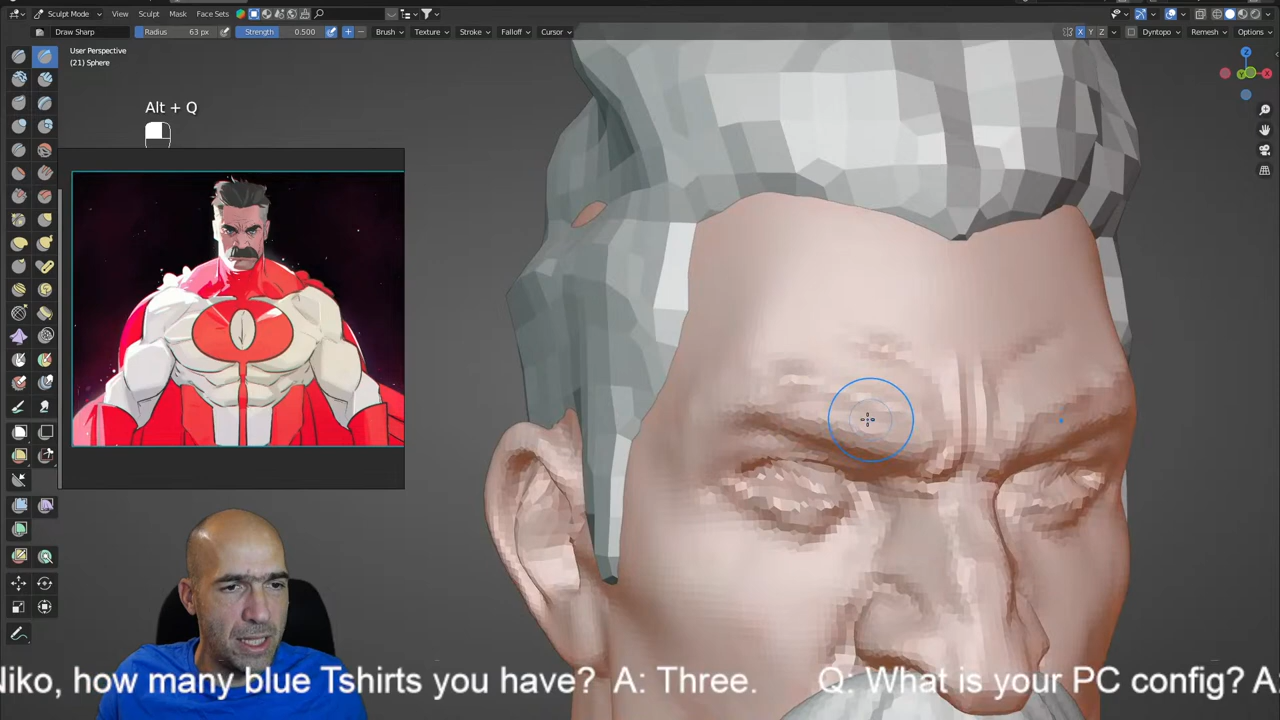 Sculpt Mode View Sculpt Mask Face Sets
Draw Sharp Radius 63 px Strength 0.500 Brush Texture Stroke Falloff Cursor X Y Z Dyntopo Remesh Options
User Perspective
(21) Sphere
Z
Y
Alt + Q
Niko, how many blue Tshirts you have? A: Three. Q: What is your PC config? A: